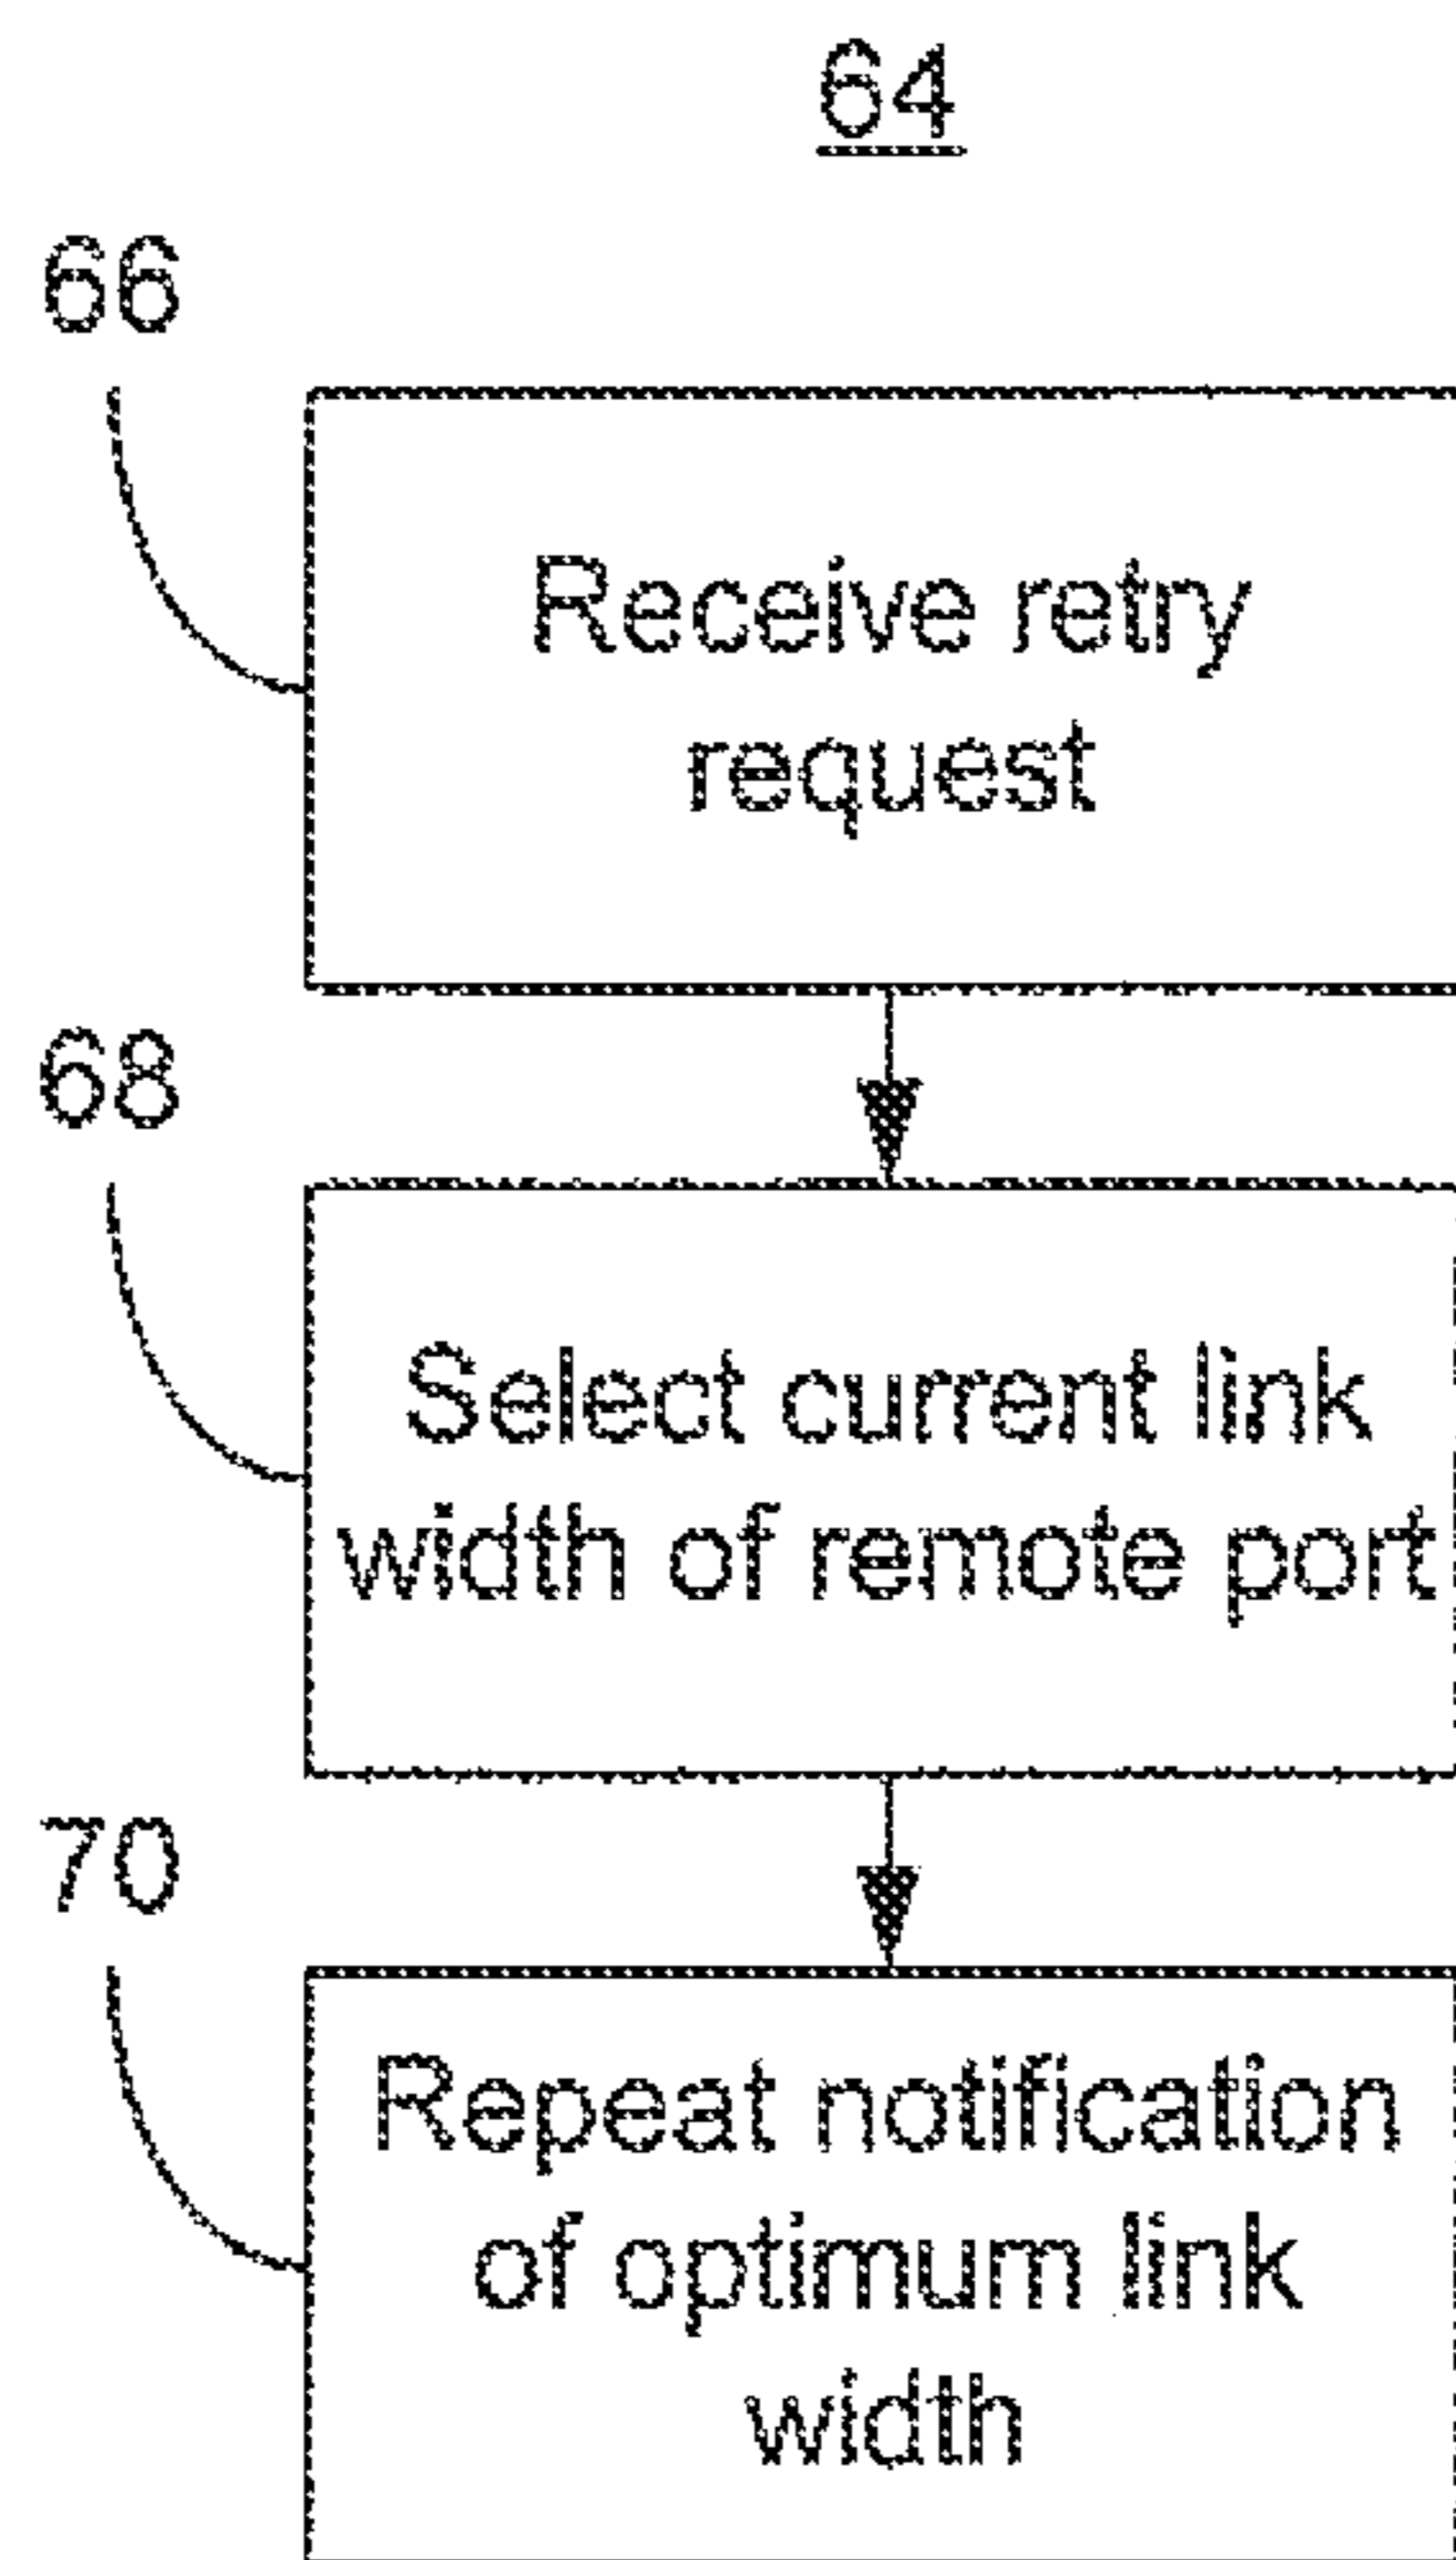 64
66
Receive retry
request
68
Select current link
width of remote port
70
Repeat notification
of optimum link
width